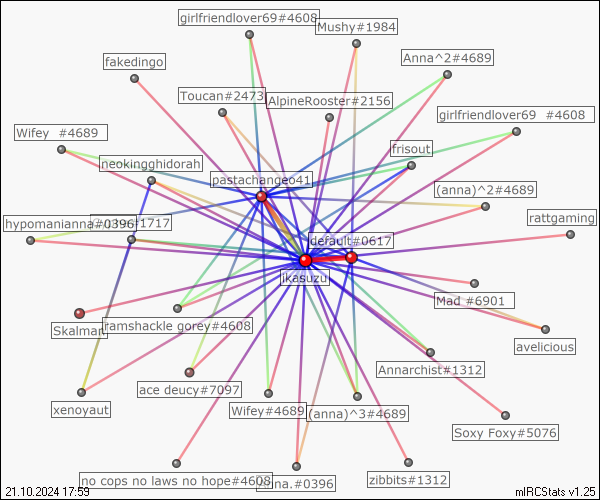 girlfriendlover69#4608
Mushy#1984
Anna^2#4689
fakedingo
Toucan#2473
AlpineRooster#2156
girlfriendlover69 #4608
Wifey #4689
neokingghidorah
frisout
pastachangeo41
(anna)^2#4689
hypomanianna#0396
#1717
rattgaming
default#0617
jkasuzu
Mad #6901
Skalman
ramshackle gorey#4608
avelicious
Annarchist#1312
ace deucy#7097
xenoyaut
Wifey#4689
(anna)^3#4689
Soxy Foxy#5076
no cops no laws no hope#4608
#0396
zibbits#1312
21.10.2024 17:59
mIRCStats v1.25